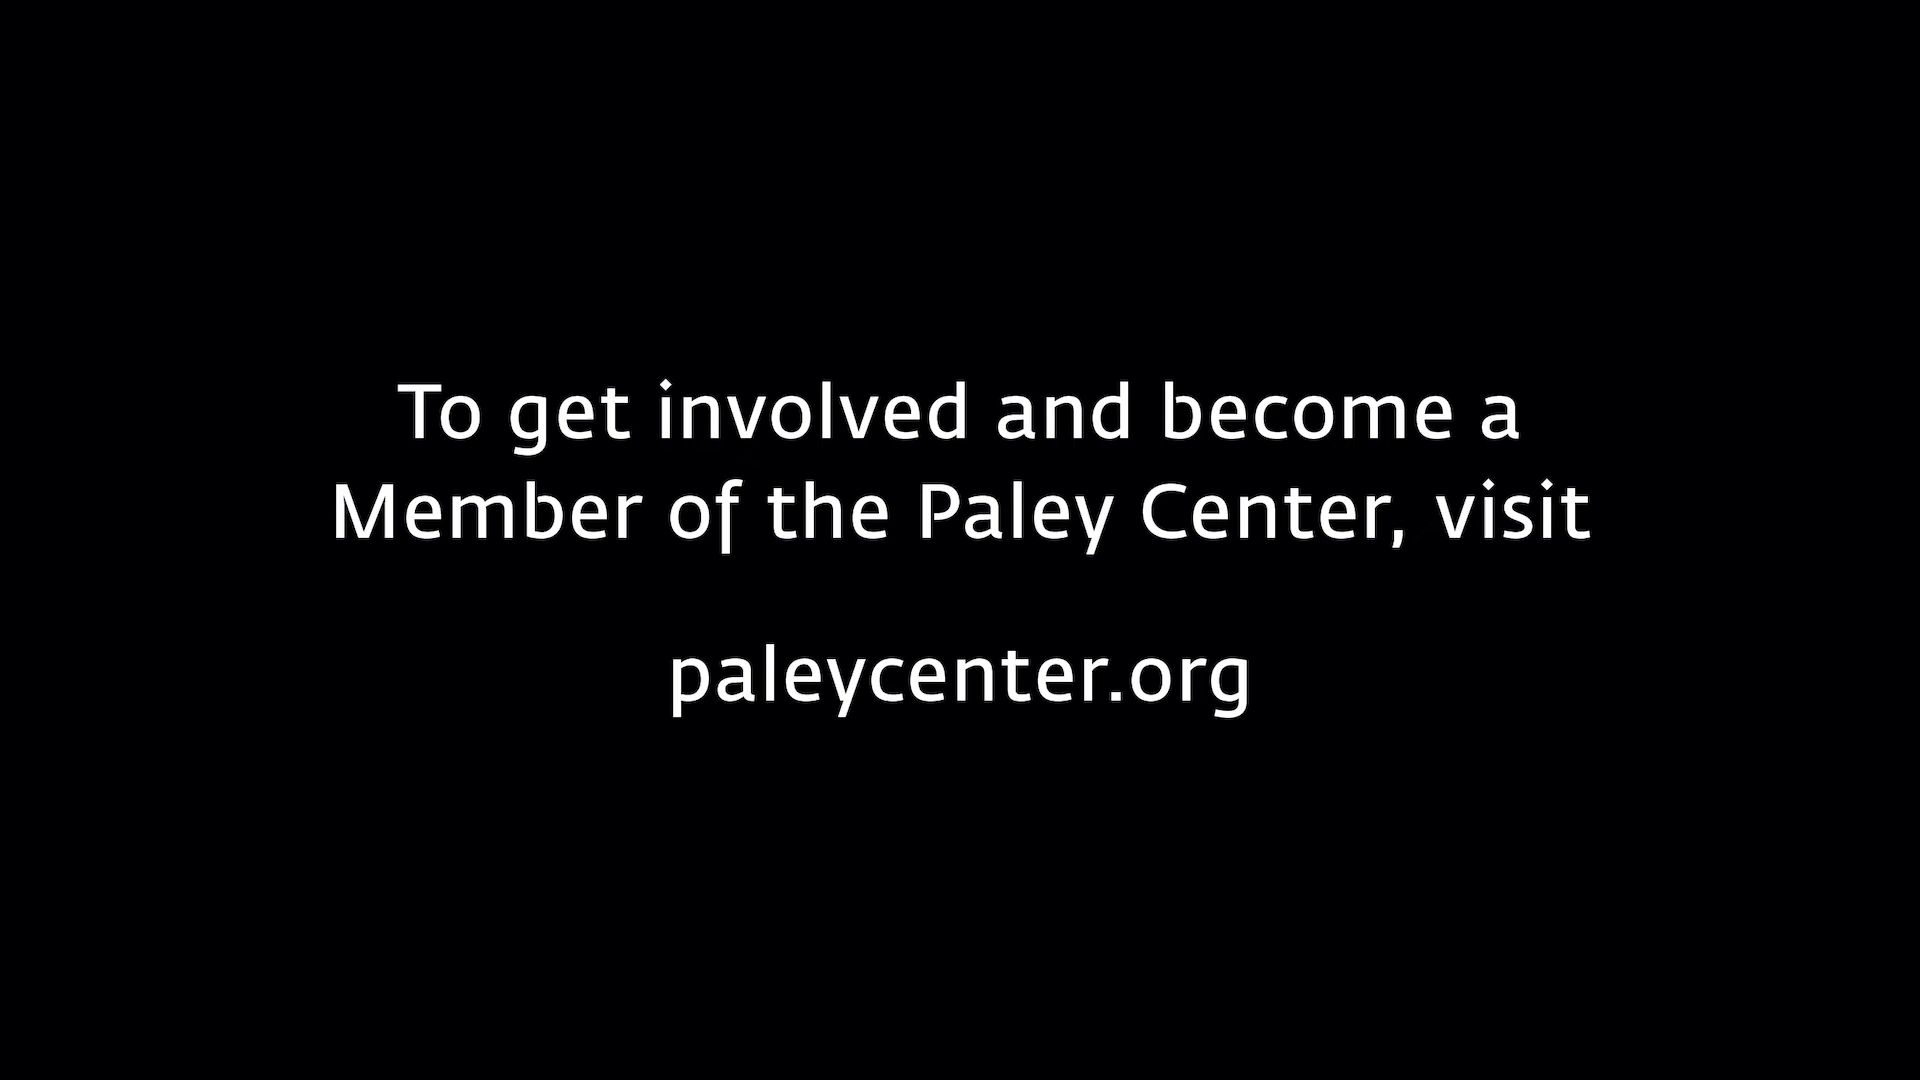 To get involved and become a
Member of the Paley Center, visit
paleycenter.org